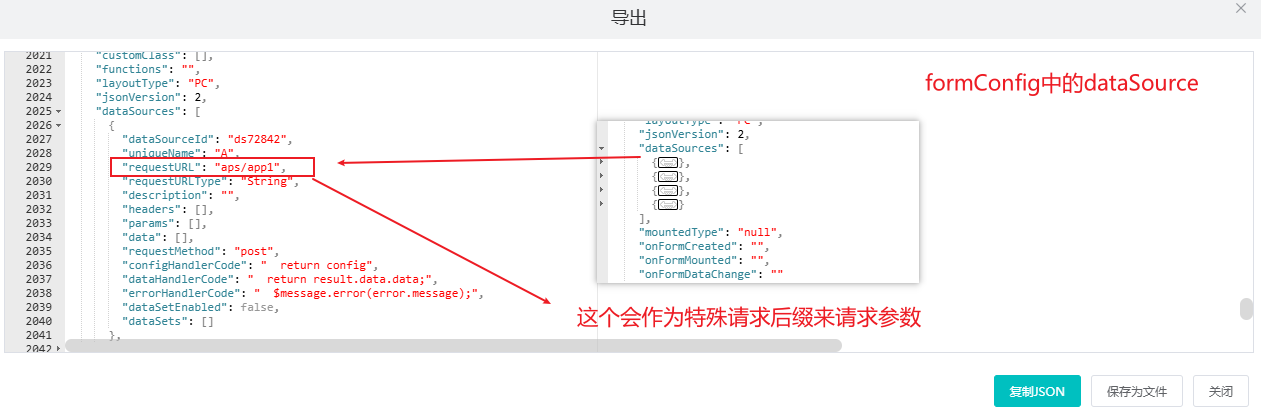 导出
2021 "customClass": [],
2022 "functions": "",
2023 "layoutType": "PC",
2024 "jsonVersion": 2,
2025 "dataSources": [
2026 {
2027 "dataSourceId": "ds72842",
2028 "uniqueName": "A",
2029 "requestURL": "aps/app1",
2030 "requestURLType": "String",
2031 "description": "",
2032 "headers": [],
2033 "params": [],
2034 "data": [],
2035 "requestMethod": "post",
2036 "configHandlerCode": "  return config",
2037 "dataHandlerCode": "  return result.data.data;",
2038 "errorHandlerCode": "  $message.error(error.message);",
2039 "dataSetEnabled": false,
2040 "dataSets": []
2041 },
2042
formConfig中的dataSource
"layoutType": "PC",
"jsonVersion": 2,
"dataSources": [
{},
{},
{},
{}
],
"mountedType": "null",
"onFormCreated": "",
"onFormMounted": "",
"onFormDataChange": ""
这个会作为特殊请求后缀来请求参数
复制JSON
保存为文件
关闭